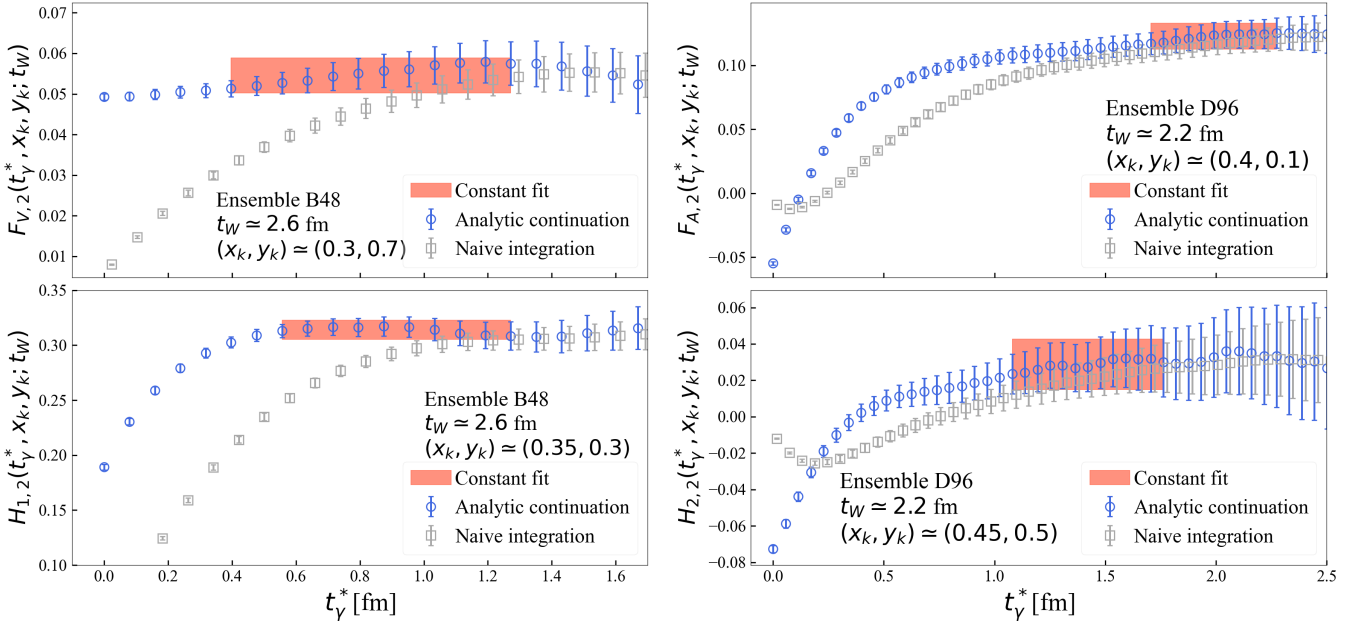 F_{V,2}(t_γ^*, x_k, y_k; t_W)
0.07
0.06
0.05
0.04
0.03
0.02
0.01
Ensemble B48
t_W ≃ 2.6 fm
(x_k, y_k) ≃ (0.3, 0.7)
Constant fit
Analytic continuation
Naive integration
F_{A,2}(t_γ^*, x_k, y_k; t_W)
0.10
0.05
0.00
−0.05
Ensemble D96
t_W ≃ 2.2 fm
(x_k, y_k) ≃ (0.4, 0.1)
Constant fit
Analytic continuation
Naive integration
H_{1,2}(t_γ^*, x_k, y_k; t_W)
0.35
0.30
0.25
0.20
0.15
0.10
Ensemble B48
t_W ≃ 2.6 fm
(x_k, y_k) ≃ (0.35, 0.3)
Constant fit
Analytic continuation
Naive integration
0.0 0.2 0.4 0.6 0.8 1.0 1.2 1.4 1.6
t_γ^* [fm]
H_{2,2}(t_γ^*, x_k, y_k; t_W)
0.06
0.04
0.02
0.00
−0.02
−0.04
−0.06
−0.08
Ensemble D96
t_W ≃ 2.2 fm
(x_k, y_k) ≃ (0.45, 0.5)
Constant fit
Analytic continuation
Naive integration
0.0 0.5 1.0 1.5 2.0 2.5
t_γ^* [fm]